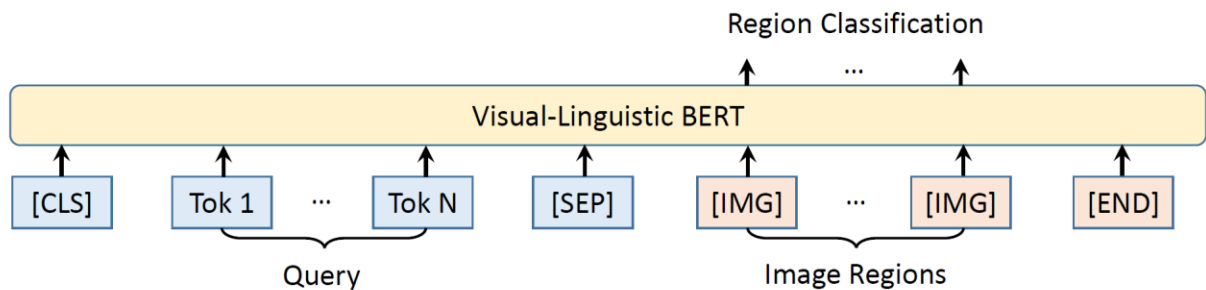 Region Classification
...
Visual-Linguistic BERT
[CLS] Tok 1 ... Tok N [SEP] [IMG] ... [IMG] [END]
Query Image Regions